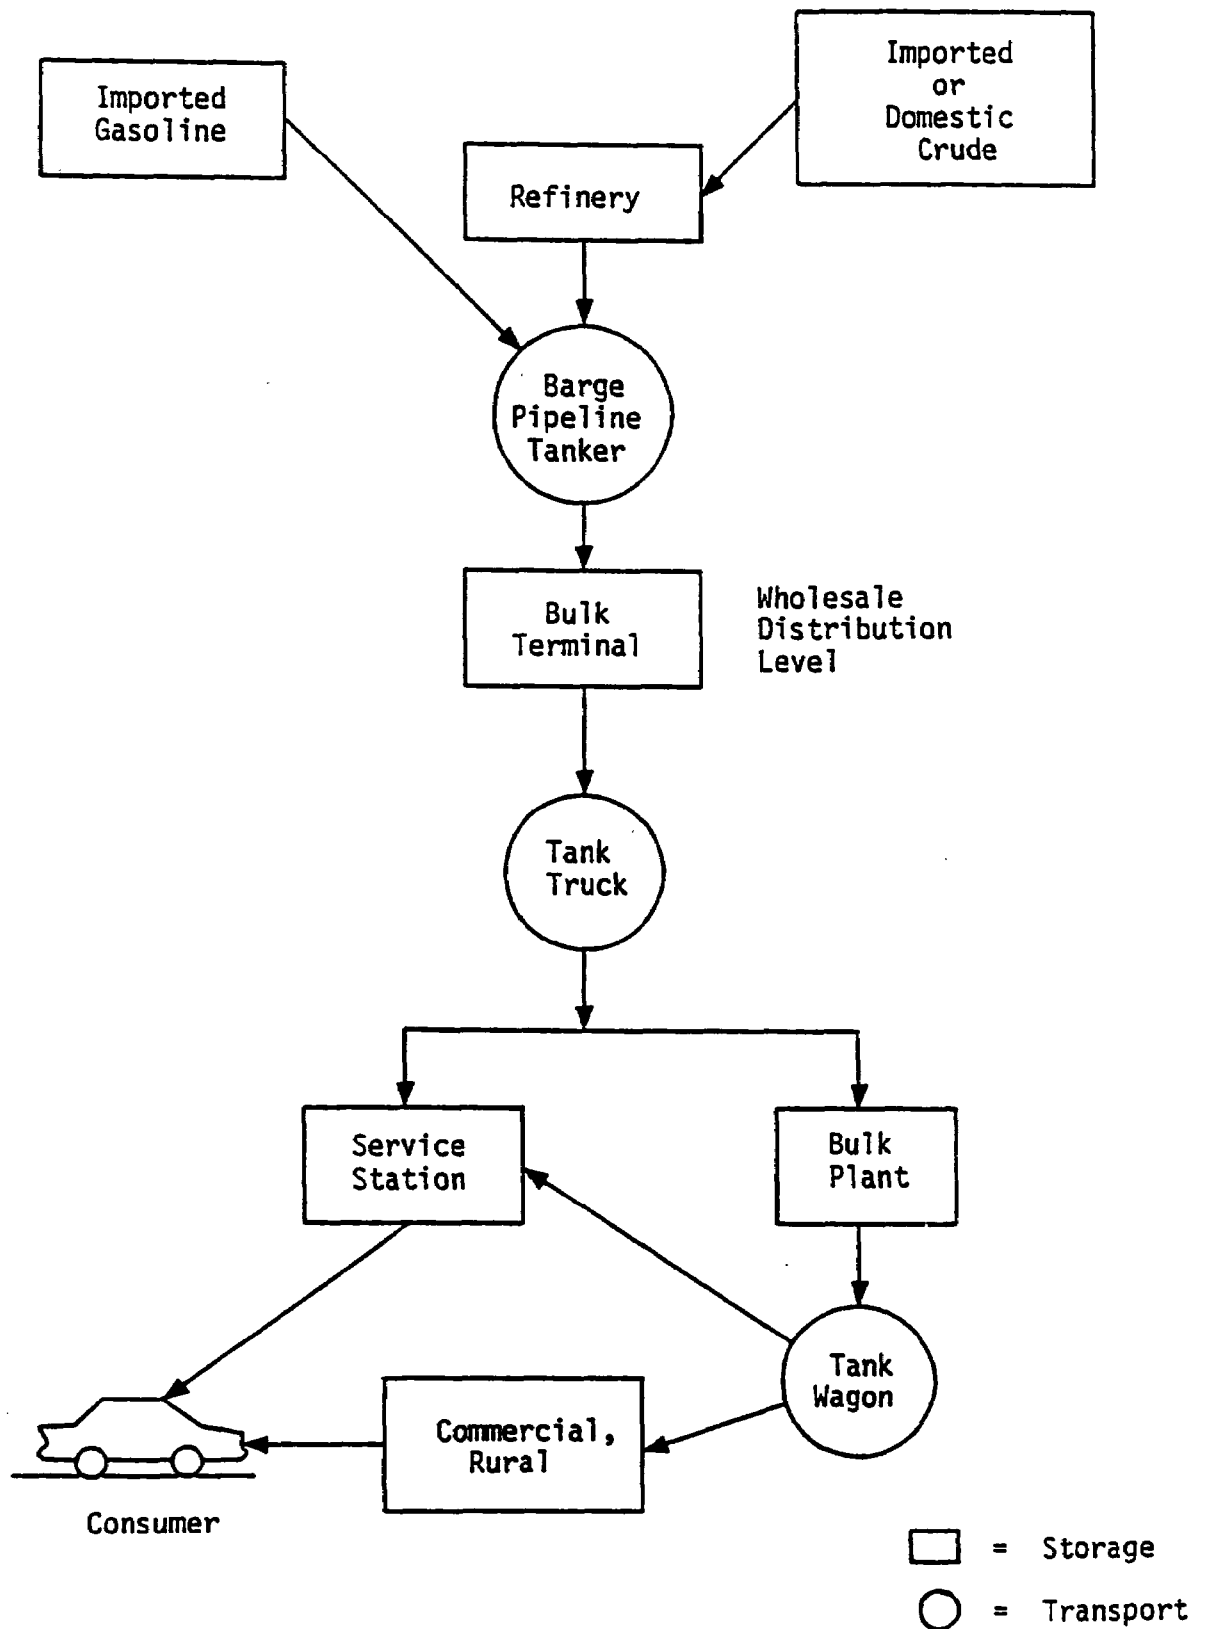 Imported
Gasoline
Imported
or
Domestic
Crude
Refinery
Barge
Pipeline
Tanker
Bulk
Terminal
Wholesale
Distribution
Level
Tank
Truck
Service
Station
Bulk
Plant
Tank
Wagon
Commercial,
Rural
Consumer
= Storage
= Transport